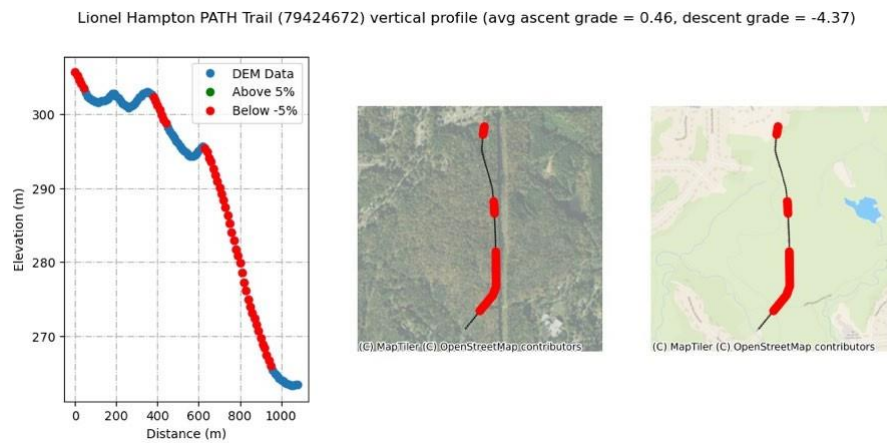 Lionel Hampton PATH Trail (79424672) vertical profile (avg ascent grade = 0.46, descent grade = -4.37)
DEM Data
Above 5%
Below -5%
300
290
280
270
Elevation (m)
0 200 400 600 800 1000
Distance (m)
(C) MapTiler (C) OpenStreetMap contributors
(C) MapTiler (C) OpenStreetMap contributors